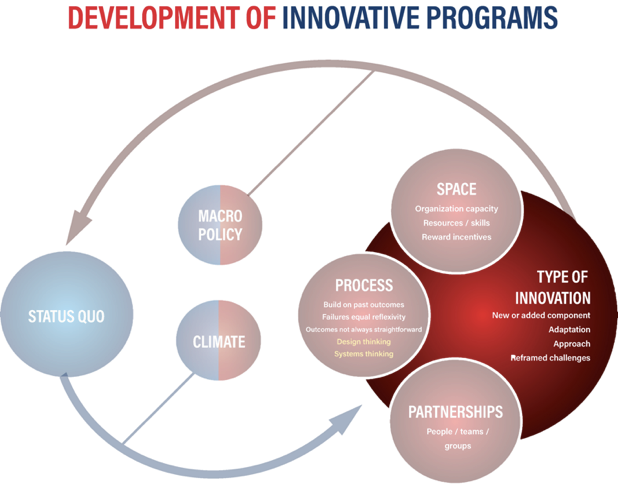 DEVELOPMENT OF INNOVATIVE PROGRAMS
SPACE
Organization capacity
Resources / skills
Reward incentives
MACRO
POLICY
PROCESS
Build on past outcomes
Failures equal reflexivity
Outcomes not always straightforward
Design thinking
Systems thinking
TYPE OF
INNOVATION
New or added component
Adaptation
Approach
Reframed challenges
STATUS QUO
CLIMATE
PARTNERSHIPS
People / teams /
groups